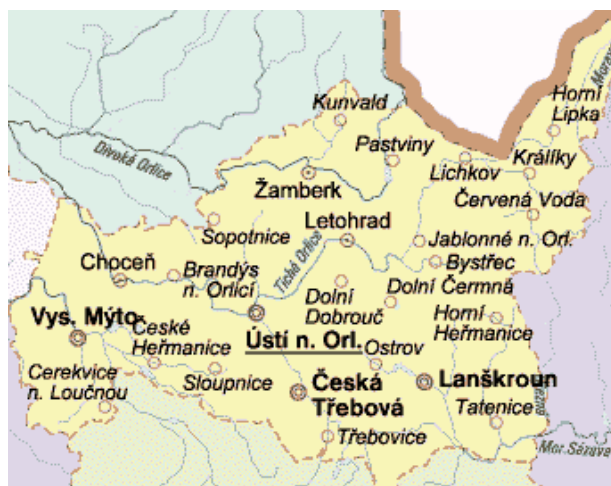 Horní
Lipka
Morava
Kunvald
Pastviny
Divoká Orlice
Lichkov
Králíky
Žamberk
Červená Voda
Sopotnice
Letohrad
Tichá Orlice
Jablonné n. Orl.
Choceň
Brandýs
n. Orlicí
Bystřec
Dolní
Dobrouč
Dolní Čermná
Vys. Mýto
České
Heřmanice
Ústí n. Orl.
Horní
Heřmanice
Ostrov
Cerekvice
n. Loučnou
Sloupnice
Česká
Třebová
Lanškroun
Tatenice
Třebovice
Mor. Sázava